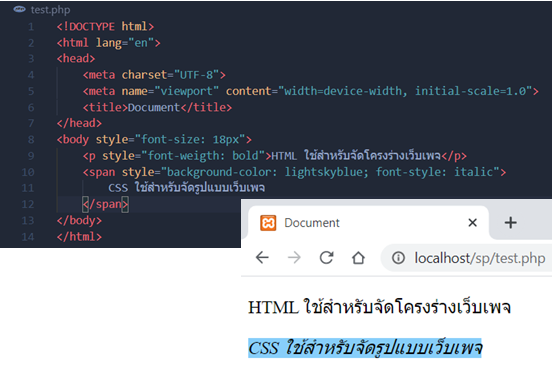 test.php
1 <!DOCTYPE html>
2 <html lang="en">
3 <head>
4 <meta charset="UTF-8">
5 <meta name="viewport" content="width=device-width, initial-scale=1.0">
6 <title>Document</title>
7 </head>
8 <body style="font-size: 18px">
9 <p style="font-weigth: bold">HTML ใช้สำหรับจัดโครงร่างเว็บเพจ</p>
10 <span style="background-color: lightskyblue; font-style: italic">
11 CSS ใช้สำหรับจัดรูปแบบเว็บเพจ
12 </span>
13 </body>
14 </html>
Document
localhost/sp/test.php
HTML ใช้สำหรับจัดโครงร่างเว็บเพจ
CSS ใช้สำหรับจัดรูปแบบเว็บเพจ